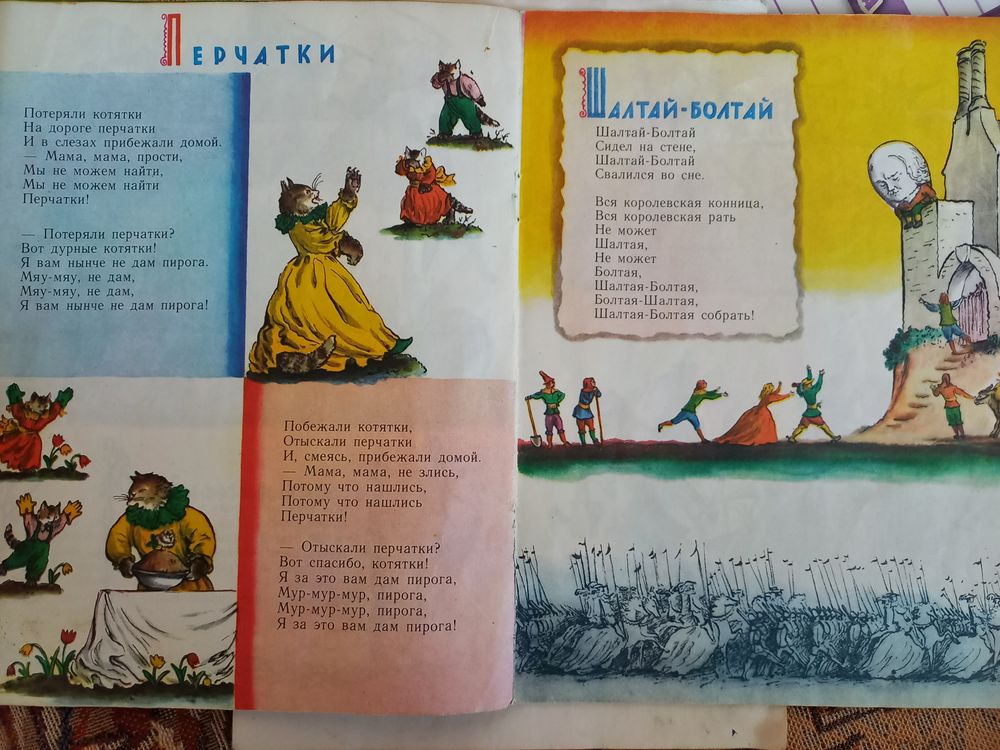 ПЕРЧАТКИ
Потеряли котятки
На дороге перчатки
И в слезах прибежали домой.
— Мама, мама, прости,
Мы не можем найти,
Мы не можем найти
Перчатки!
— Потеряли перчатки?
Вот дурные котятки!
Я вам нынче не дам пирога.
Мяу-мяу, не дам,
Мяу-мяу, не дам,
Я вам нынче не дам пирога!
Побежали котятки,
Отыскали перчатки
И, смеясь, прибежали домой.
— Мама, мама, не злись,
Потому что нашлись,
Потому что нашлись
Перчатки!
— Отыскали перчатки?
Вот спасибо, котятки!
Я за это вам дам пирога,
Мур-мур-мур, пирога,
Мур-мур-мур, пирога,
Я за это вам дам пирога!
ШАЛТАЙ-БОЛТАЙ
Шалтай-Болтай
Сидел на стене,
Шалтай-Болтай
Свалился во сне.
Вся королевская конница,
Вся королевская рать
Не может
Шалтая,
Не может
Болтая,
Шалтая-Болтая,
Болтая-Шалтая,
Шалтая-Болтая собрать!